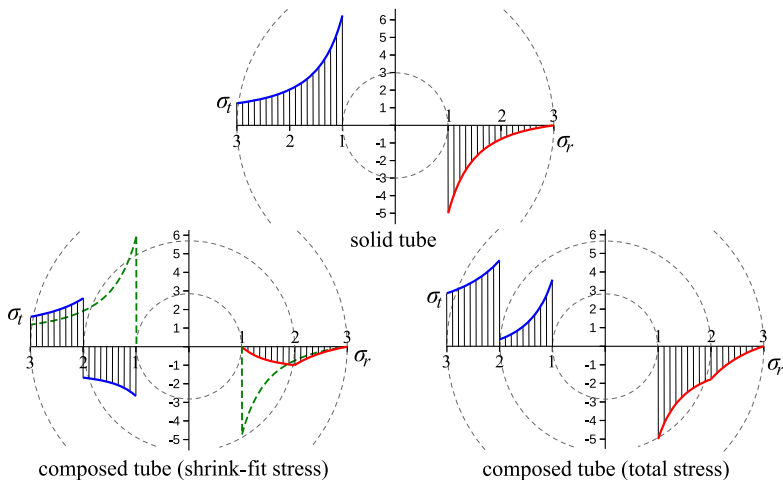 6
5
4
3
2
1
σt
3 2 1
1 2 3
σr
-1
-2
-3
-4
-5
solid tube
6
5
4
3
2
1
σt
3 2 1
1 2 3
σr
-1
-2
-3
-4
-5
composed tube (shrink-fit stress)
6
5
4
3
2
1
σt
3 2 1
1 2 3
σr
-1
-2
-3
-4
-5
composed tube (total stress)